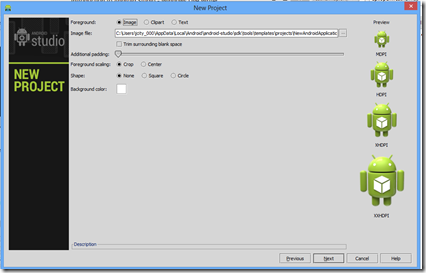 New Project
ANDROID
studio
NEW
PROJECT
Foreground: Image Clipart Text
Image file: C:\Users\jcity_000\AppData\Local\Android\android-studio\sdk\tools\templates\projects\NewAndroidApplicatic ...
Trim surrounding blank space
Additional padding:
Foreground scaling: Crop Center
Shape: None Square Circle
Background color:
Preview
MDPI
HDPI
XHDPI
XXHDPI
Description
Previous Next Cancel Help